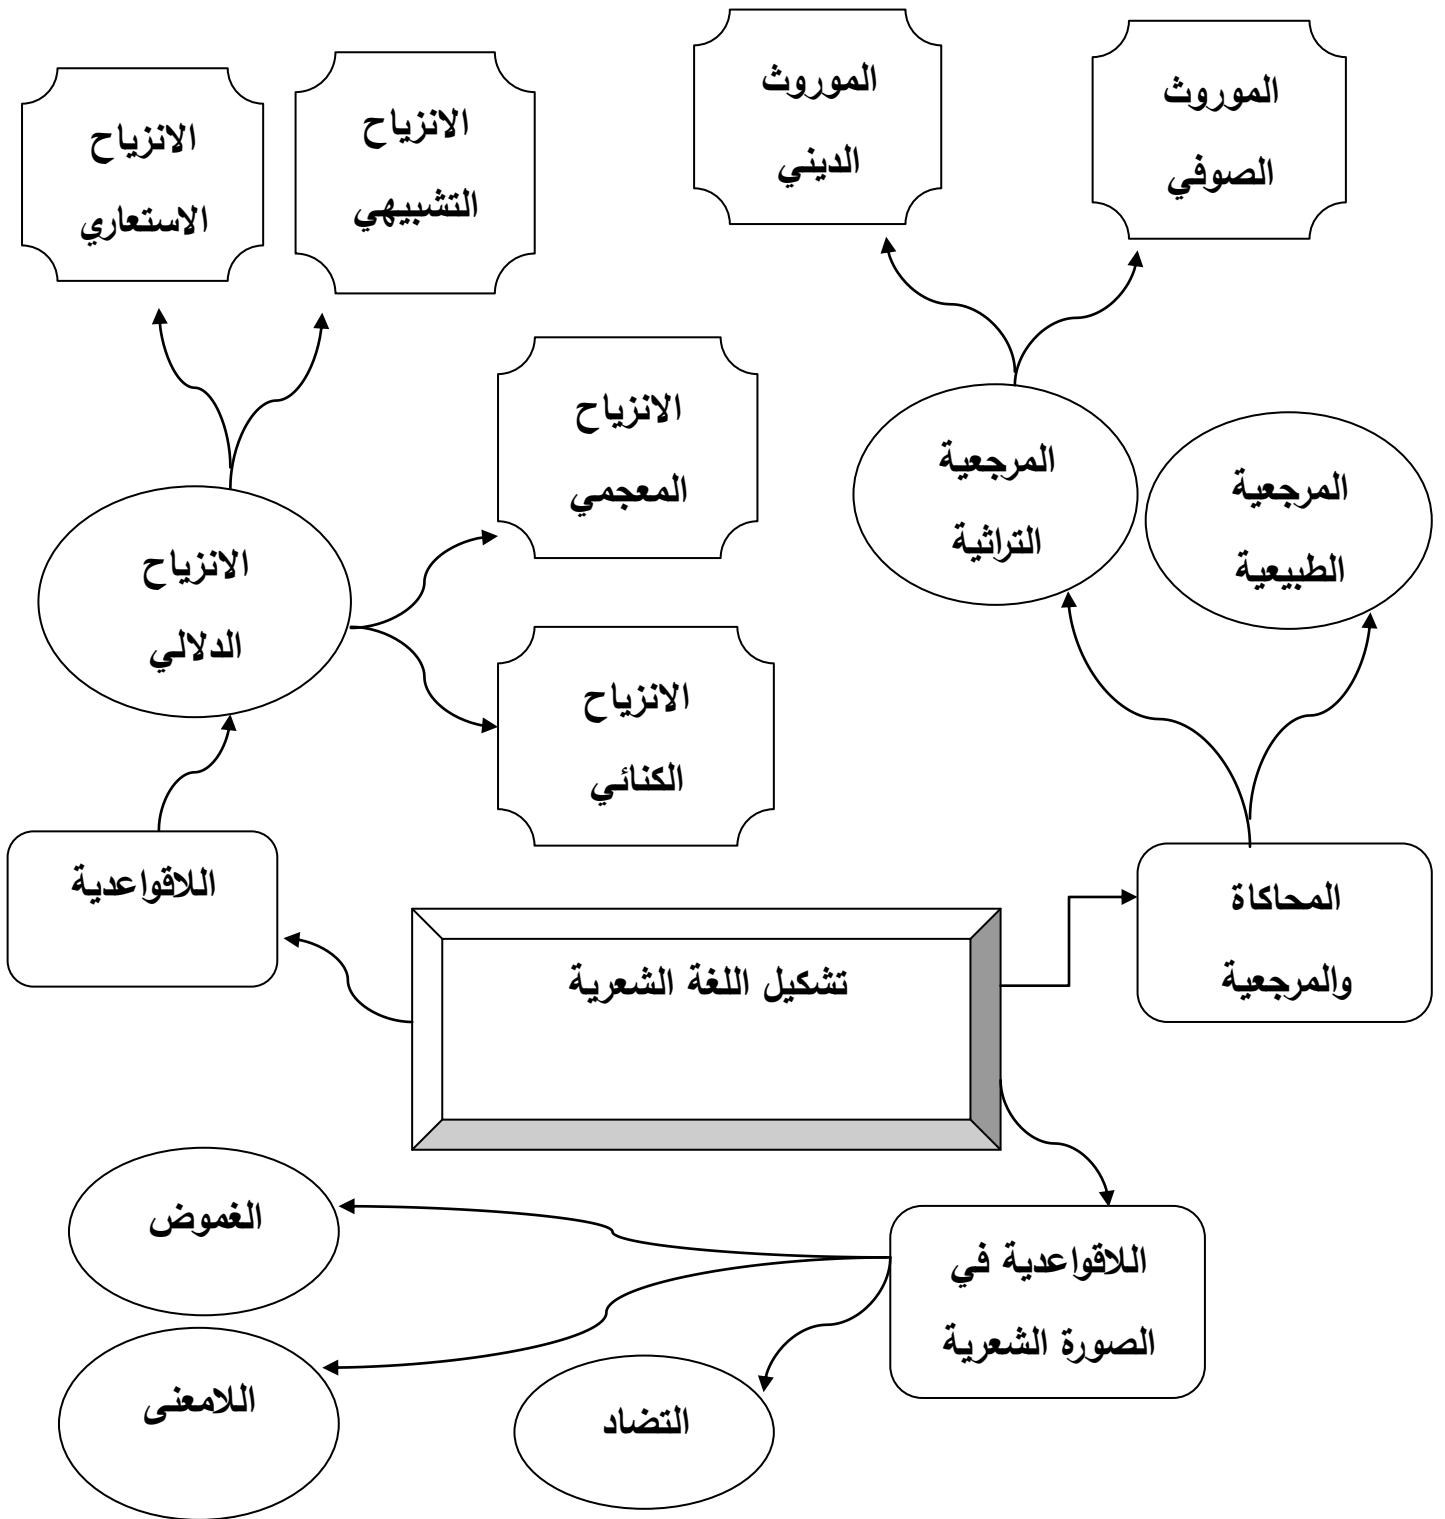 الموروث
الديني
الموروث
الصوفي
الانزياح
التشبيهي
الانزياح
الاستعاري
الانزياح
المعجمي
المرجعية
التراثية
المرجعية
الطبيعية
الانزياح
الدلالي
الانزياح
الكنائي
اللاقواعدية
المحاكاة
والمرجعية
تشكيل اللغة الشعرية
الغموض
اللاقواعدية في
الصورة الشعرية
اللامعنى
التضاد